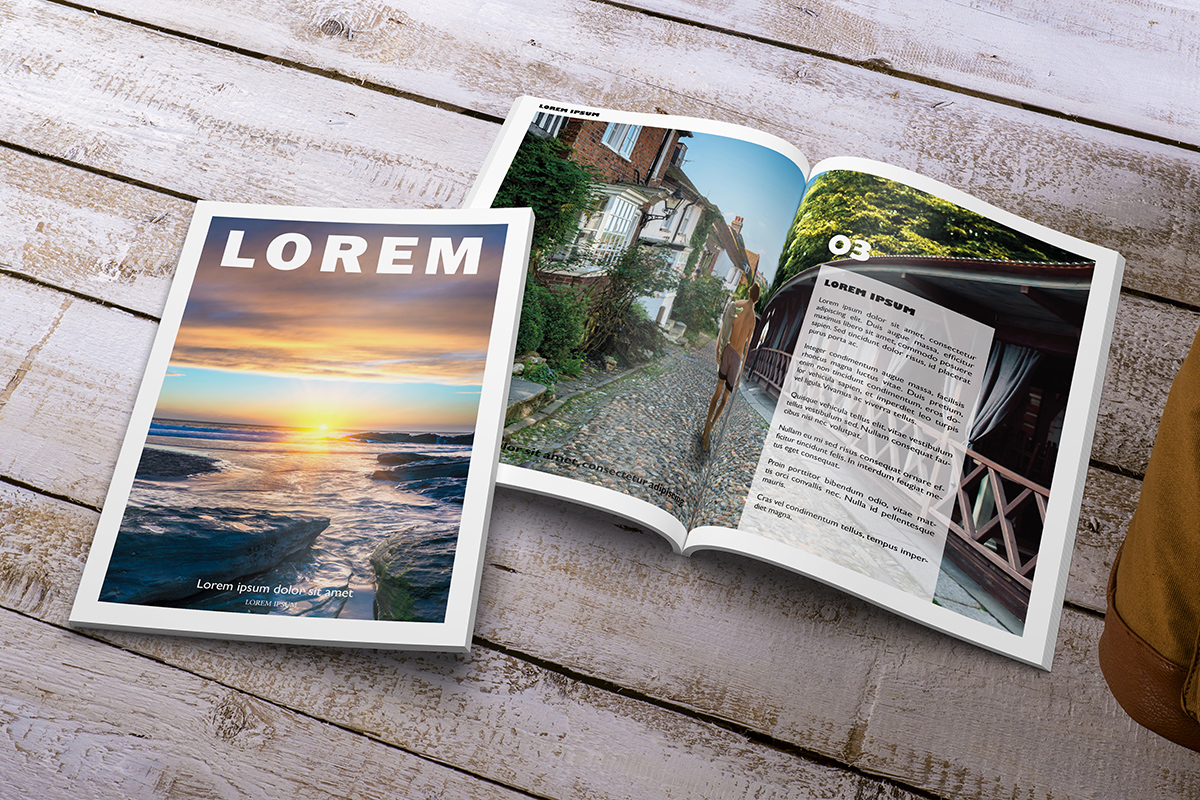 LOREM
Lorem ipsum dolor sit amet
LOREM IPSUM
LOREM IPSUM
dolor sit amet, consectetur adipiscing
03
LOREM IPSUM
Lorem ipsum dolor sit amet, consectetur
adipiscing elit. Duis augue massa, efficitur
maximus libero sit amet, commodo posuere
sapien. Sed tincidunt dolor risus, id placerat
purus porta ac.
Integer condimentum augue massa, facilisis
rhoncus magna luctus vitae. Duis pretium,
enim non tincidunt condimentum, eros do-
lor vehicula sapien, et imperdiet leo turpis
vel ligula. Vivamus ac viverra tellus.
Quisque vehicula tellus elit, vitae vestibulum
tellus vestibulum sed. Nullam consequat fau-
cibus nisi nec volutpat.
Nullam eu mi sed risus consequat ornare ef-
ficitur tincidunt felis. In interdum feugiat me-
tus eget consequat.
Proin porttitor bibendum odio, vitae mat-
tis orci convallis nec. Nulla id pellentesque
mauris.
Cras vel condimentum tellus, tempus imper-
diet magna.